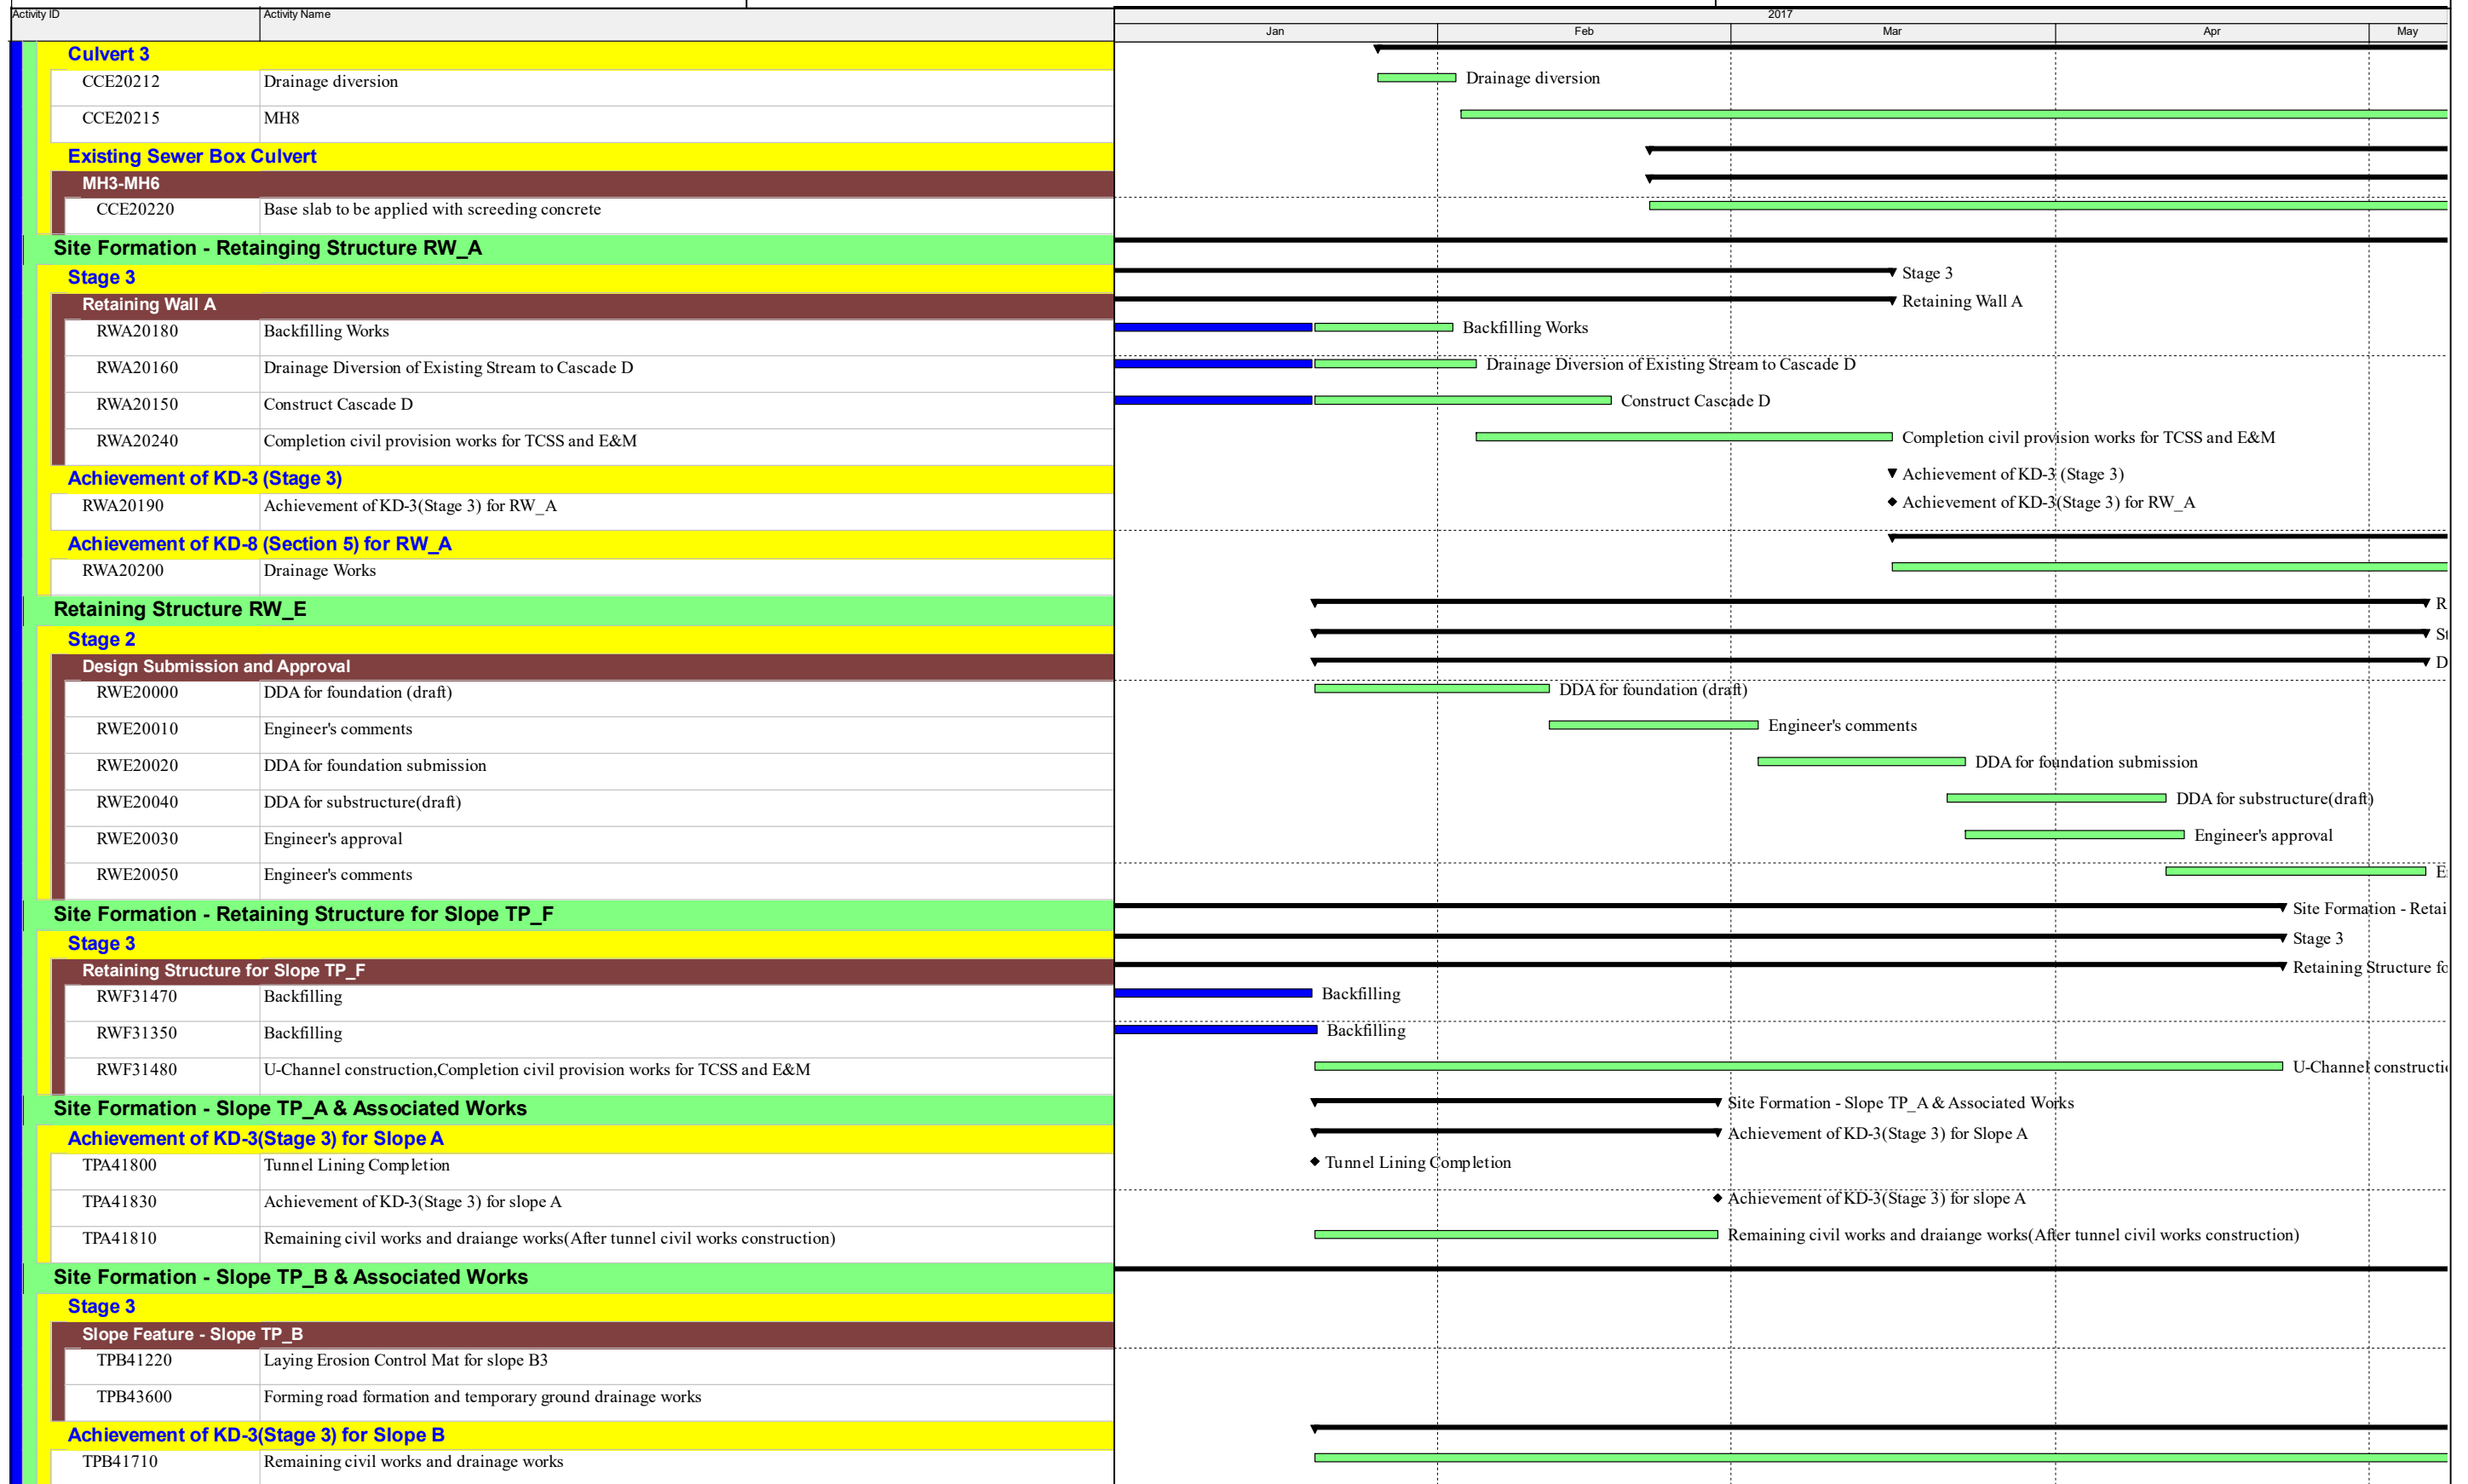 Activity ID Activity Name 2017
Jan Feb Mar Apr May
Culvert 3
CCE20212 Drainage diversion Drainage diversion
CCE20215 MH8
Existing Sewer Box Culvert
MH3-MH6
CCE20220 Base slab to be applied with screeding concrete
Site Formation - Retainging Structure RW_A
Stage 3 Stage 3
Retaining Wall A Retaining Wall A
RWA20180 Backfilling Works Backfilling Works
RWA20160 Drainage Diversion of Existing Stream to Cascade D Drainage Diversion of Existing Stream to Cascade D
RWA20150 Construct Cascade D Construct Cascade D
RWA20240 Completion civil provision works for TCSS and E&M Completion civil provision works for TCSS and E&M
Achievement of KD-3 (Stage 3) Achievement of KD-3 (Stage 3)
RWA20190 Achievement of KD-3(Stage 3) for RW_A Achievement of KD-3(Stage 3) for RW_A
Achievement of KD-8 (Section 5) for RW_A
RWA20200 Drainage Works
Retaining Structure RW_E R
Stage 2 St
Design Submission and Approval D
RWE20000 DDA for foundation (draft) DDA for foundation (draft)
RWE20010 Engineer's comments Engineer's comments
RWE20020 DDA for foundation submission DDA for foundation submission
RWE20040 DDA for substructure(draft) DDA for substructure(draft)
RWE20030 Engineer's approval Engineer's approval
RWE20050 Engineer's comments E
Site Formation - Retaining Structure for Slope TP_F Site Formation - Retai
Stage 3 Stage 3
Retaining Structure for Slope TP_F Retaining Structure fo
RWF31470 Backfilling Backfilling
RWF31350 Backfilling Backfilling
RWF31480 U-Channel construction,Completion civil provision works for TCSS and E&M U-Channel constructi
Site Formation - Slope TP_A & Associated Works Site Formation - Slope TP_A & Associated Works
Achievement of KD-3(Stage 3) for Slope A Achievement of KD-3(Stage 3) for Slope A
TPA41800 Tunnel Lining Completion Tunnel Lining Completion
TPA41830 Achievement of KD-3(Stage 3) for slope A Achievement of KD-3(Stage 3) for slope A
TPA41810 Remaining civil works and draiange works(After tunnel civil works construction) Remaining civil works and draiange works(After tunnel civil works construction)
Site Formation - Slope TP_B & Associated Works
Stage 3
Slope Feature - Slope TP_B
TPB41220 Laying Erosion Control Mat for slope B3
TPB43600 Forming road formation and temporary ground drainage works
Achievement of KD-3(Stage 3) for Slope B
TPB41710 Remaining civil works and drainage works